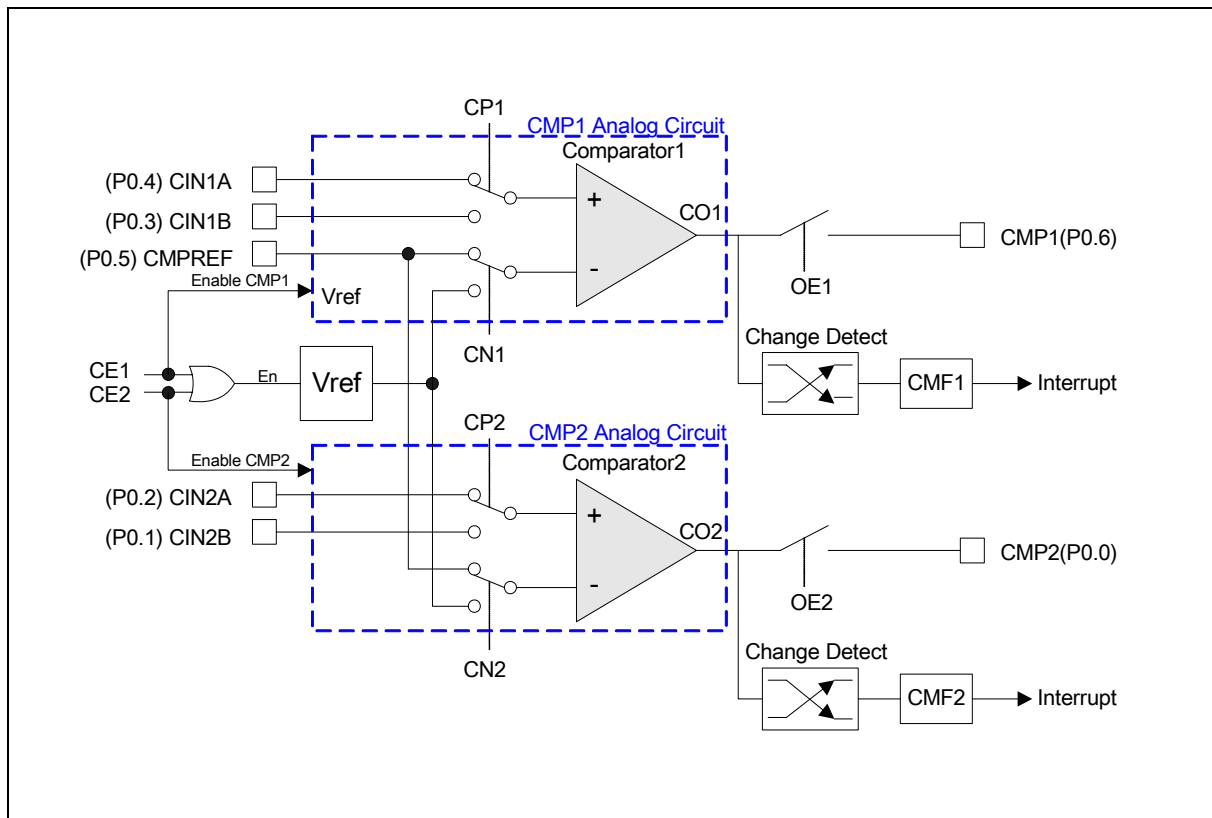 CP1
CMP1 Analog Circuit
Comparator1
(P0.4) CIN1A
+
CO1
(P0.3) CIN1B
CMP1(P0.6)
(P0.5) CMPREF
-
Enable CMP1
Vref
OE1
CN1
Change Detect
CE1
En
Vref
CMF1
Interrupt
CE2
CP2
CMP2 Analog Circuit
Enable CMP2
Comparator2
(P0.2) CIN2A
+
CO2
(P0.1) CIN2B
CMP2(P0.0)
-
OE2
CN2
Change Detect
CMF2
Interrupt